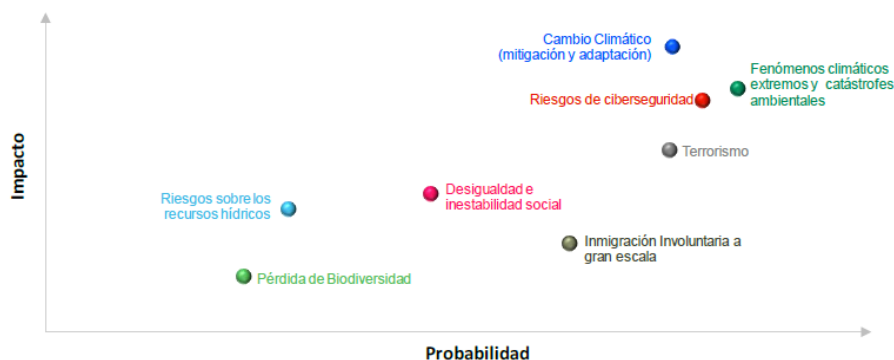 Cambio Climático
(mitigación y adaptación)
Fenómenos climáticos
extremos y catástrofes
ambientales
Riesgos de ciberseguridad
Terrorismo
Impacto
Riesgos sobre los
recursos hídricos
Desigualdad e
inestabilidad social
Inmigración Involuntaria a
gran escala
Pérdida de Biodiversidad
Probabilidad